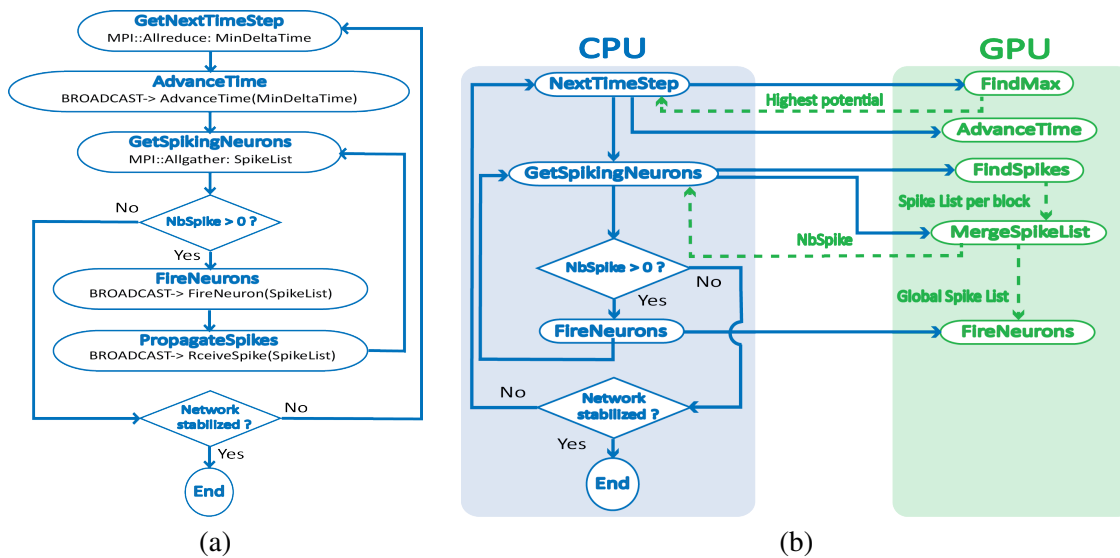 GetNextTimeStep
MPI::Allreduce: MinDeltaTime
AdvanceTime
BROADCAST-> AdvanceTime(MinDeltaTime)
GetSpikingNeurons
MPI::Allgather: SpikeList
No
NbSpike > 0 ?
Yes
FireNeurons
BROADCAST-> FireNeuron(SpikeList)
PropagateSpikes
BROADCAST-> RceiveSpike(SpikeList)
Network
stabilized ?
No
Yes
End
(a)
CPU
GPU
NextTimeStep
FindMax
Highest potential
AdvanceTime
GetSpikingNeurons
FindSpikes
Spike List per block
MergeSpikeList
NbSpike
NbSpike > 0 ?
No
Yes
Global Spike List
FireNeurons
FireNeurons
No
Network
stabilized ?
Yes
End
(b)